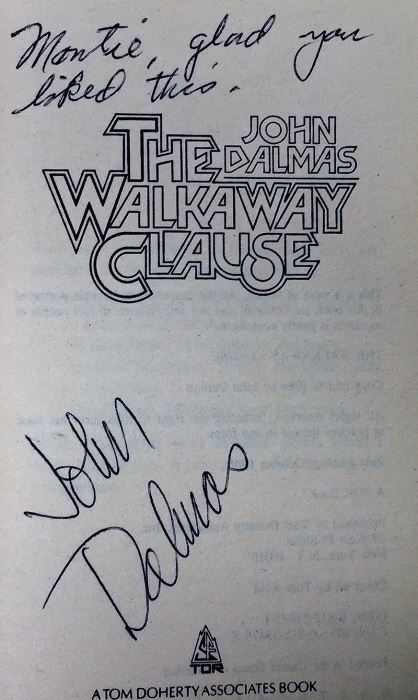 Montie, glad you
liked this.
THE JOHN
DALMAS
WALKAWAY
CLAUSE
John
Dalmas
TOR
A TOM DOHERTY ASSOCIATES BOOK